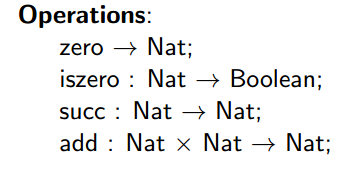 Operations:
zero → Nat;
iszero : Nat → Boolean;
succ : Nat → Nat;
add : Nat × Nat → Nat;